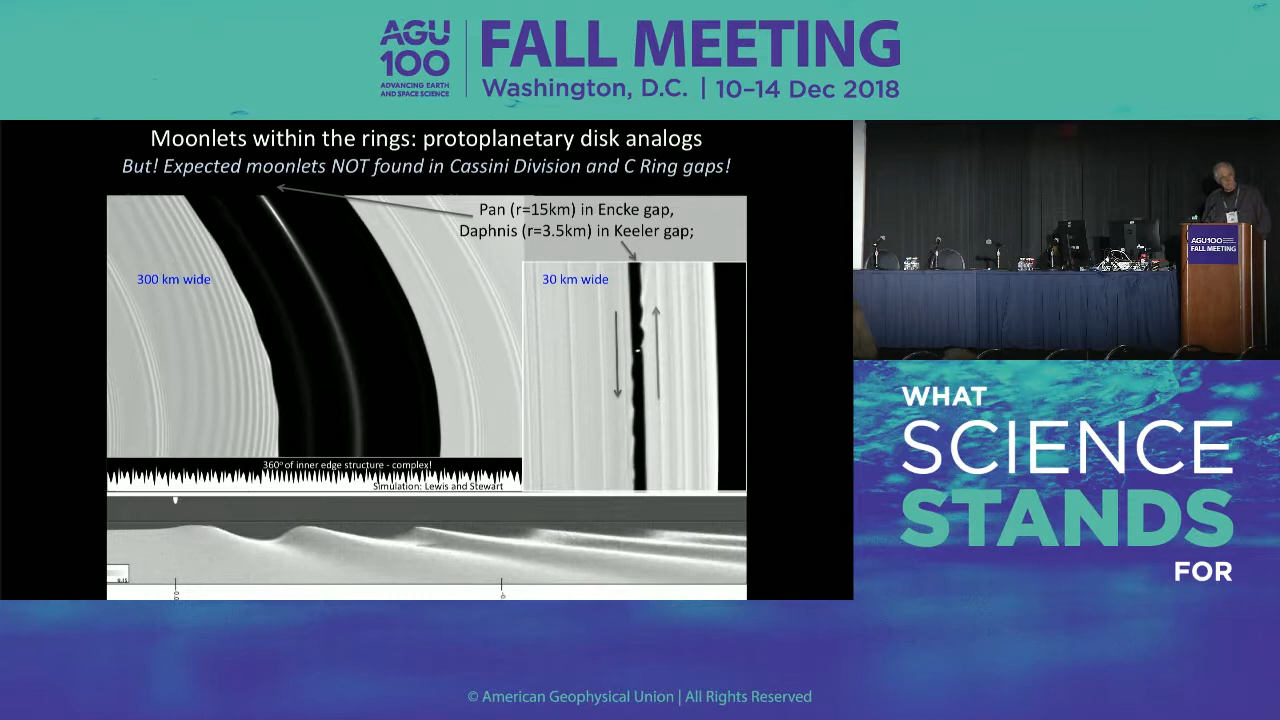 AGU
100
ADVANCING EARTH
AND SPACE SCIENCE
FALL MEETING
Washington, D.C. | 10–14 Dec 2018
Moonlets within the rings: protoplanetary disk analogs
But! Expected moonlets NOT found in Cassini Division and C Ring gaps!
Pan (r=15km) in Encke gap,
Daphnis (r=3.5km) in Keeler gap;
300 km wide
30 km wide
360° of inner edge structure - complex!
Simulation: Lewis and Stewart
AGU100
FALL MEETING
WHAT
SCIENCE
STANDS
FOR
© American Geophysical Union | All Rights Reserved